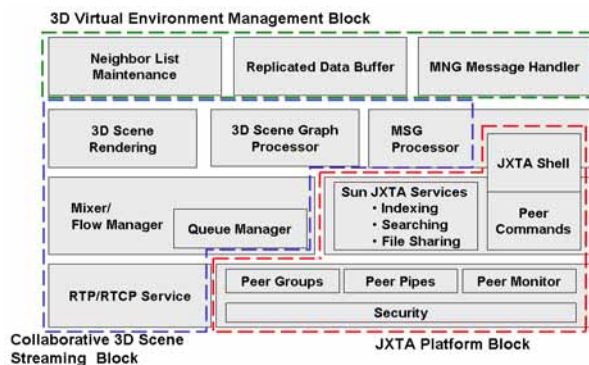 3D Virtual Environment Management Block
Neighbor List
Maintenance
Replicated Data Buffer
MNG Message Handler
3D Scene
Rendering
3D Scene Graph
Processor
MSG
Processor
JXTA Shell
Mixer/
Flow Manager
Queue Manager
Sun JXTA Services
• Indexing
• Searching
• File Sharing
Peer
Commands
RTP/RTCP Service
Peer Groups
Peer Pipes
Peer Monitor
Security
Collaborative 3D Scene
Streaming Block
JXTA Platform Block